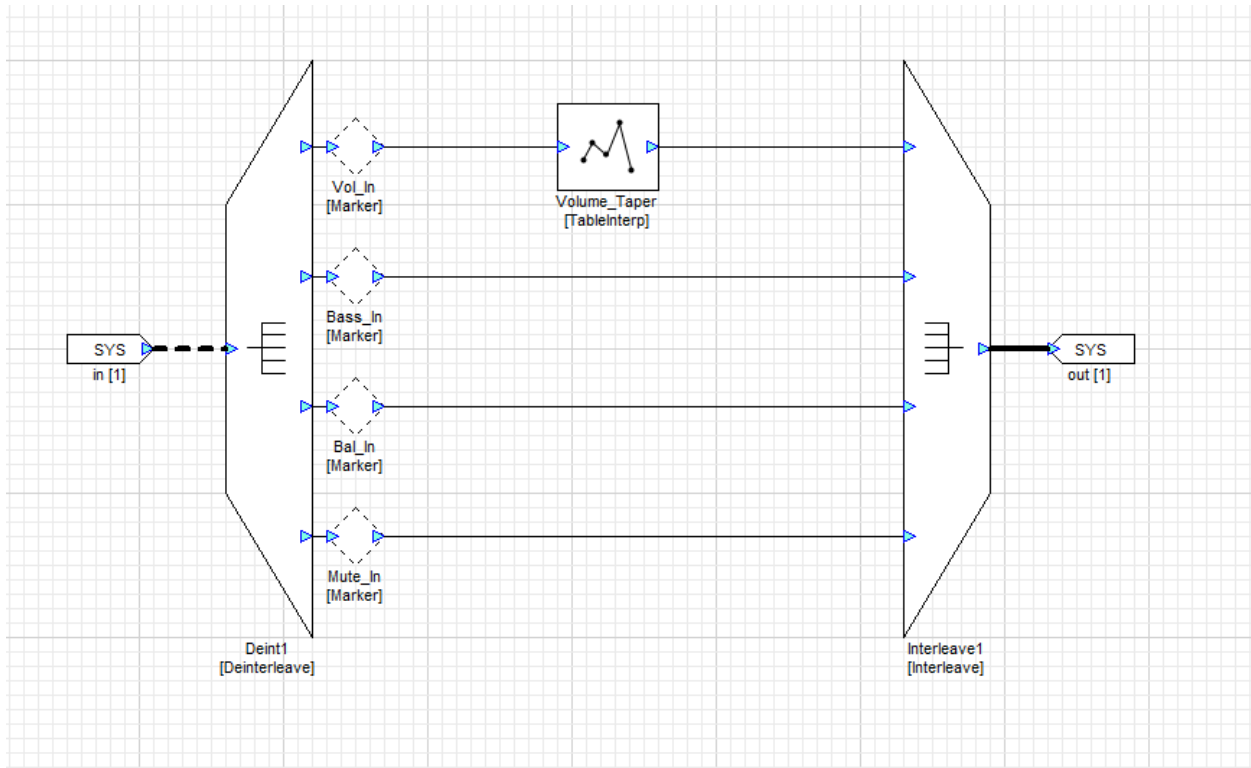 Vol_In
[Marker]
Volume_Taper
[TableInterp]
Bass_In
[Marker]
SYS
in [1]
SYS
out [1]
Bal_In
[Marker]
Mute_In
[Marker]
Deint1
[Deinterleave]
Interleave1
[Interleave]